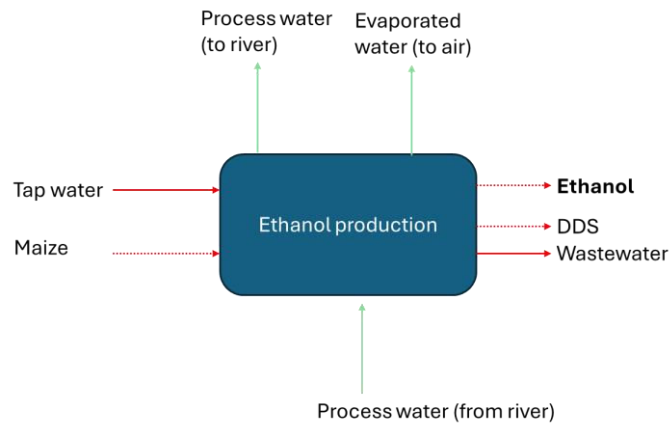 Process water
(to river)
Evaporated
water (to air)
Tap water
Maize
Ethanol production
Ethanol
DDS
Wastewater
Process water (from river)